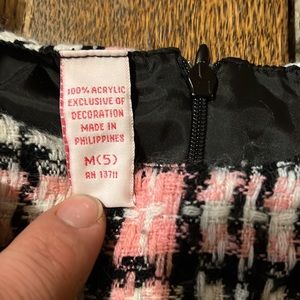 100% ACRYLIC
EXCLUSIVE OF
DECORATION
MADE IN
PHILIPPINES
M(5)
RN 13711